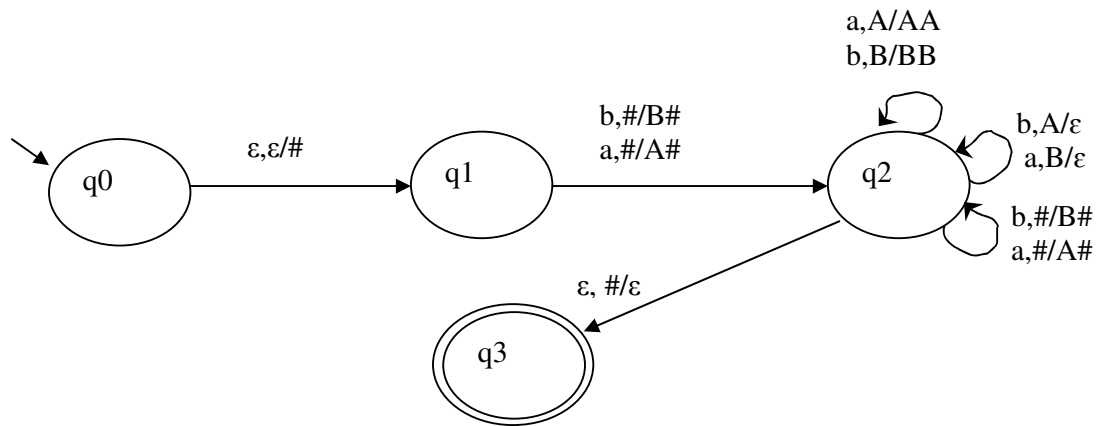 a,A/AA
b,B/BB
b,#/B#
a,#/A#
b,A/ε
a,B/ε
ε,ε/#
q0
q1
q2
b,#/B#
a,#/A#
ε, #/ε
q3